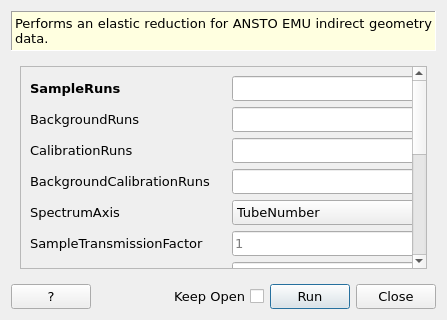 Performs an elastic reduction for ANSTO EMU indirect geometry
data.
SampleRuns
BackgroundRuns
CalibrationRuns
BackgroundCalibrationRuns
SpectrumAxis TubeNumber
SampleTransmissionFactor 1
? Keep Open Run Close